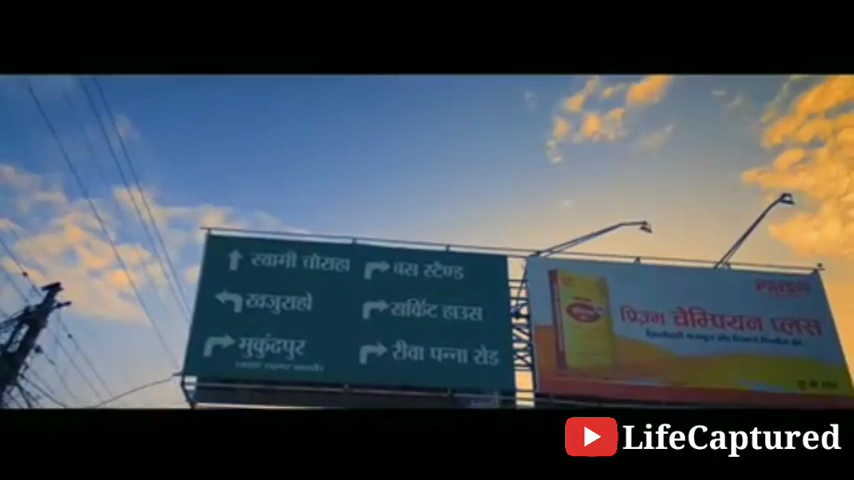 स्वामी चौराहा
खजुराहो
मुकुंदपुर
बस स्टैण्ड
सर्किट हाउस
रीवा पन्ना रोड़
PRISM
प्रिज़्म चेम्पियन प्लस
LifeCaptured